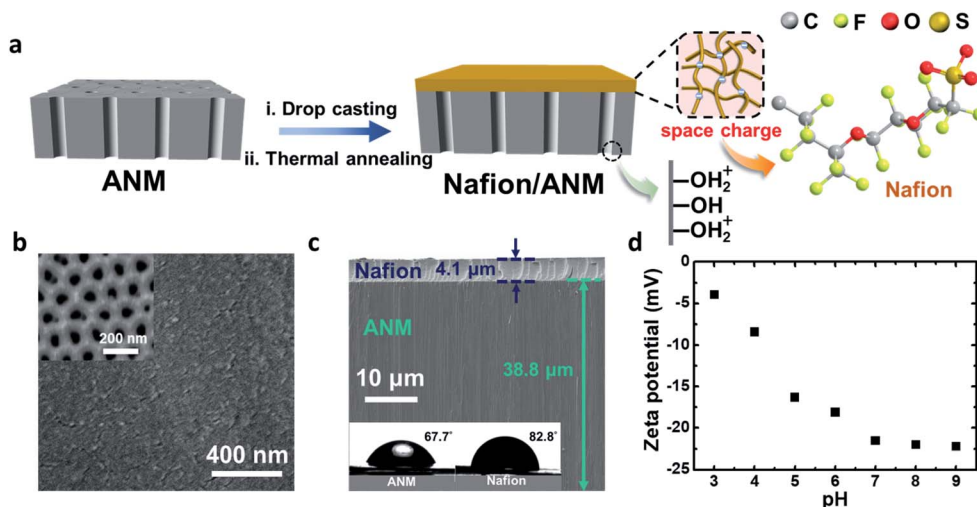 a
C F O S
i. Drop casting
ii. Thermal annealing
ANM
Nafion/ANM
space charge
Nafion
OH₂⁺
OH
OH₂⁺
b
200 nm
400 nm
c
Nafion 4.1 μm
ANM
10 μm
38.8 μm
67.7°
82.8°
ANM
Nafion
d
Zeta potential (mV)
0
-5
-10
-15
-20
-25
3 4 5 6 7 8 9
pH